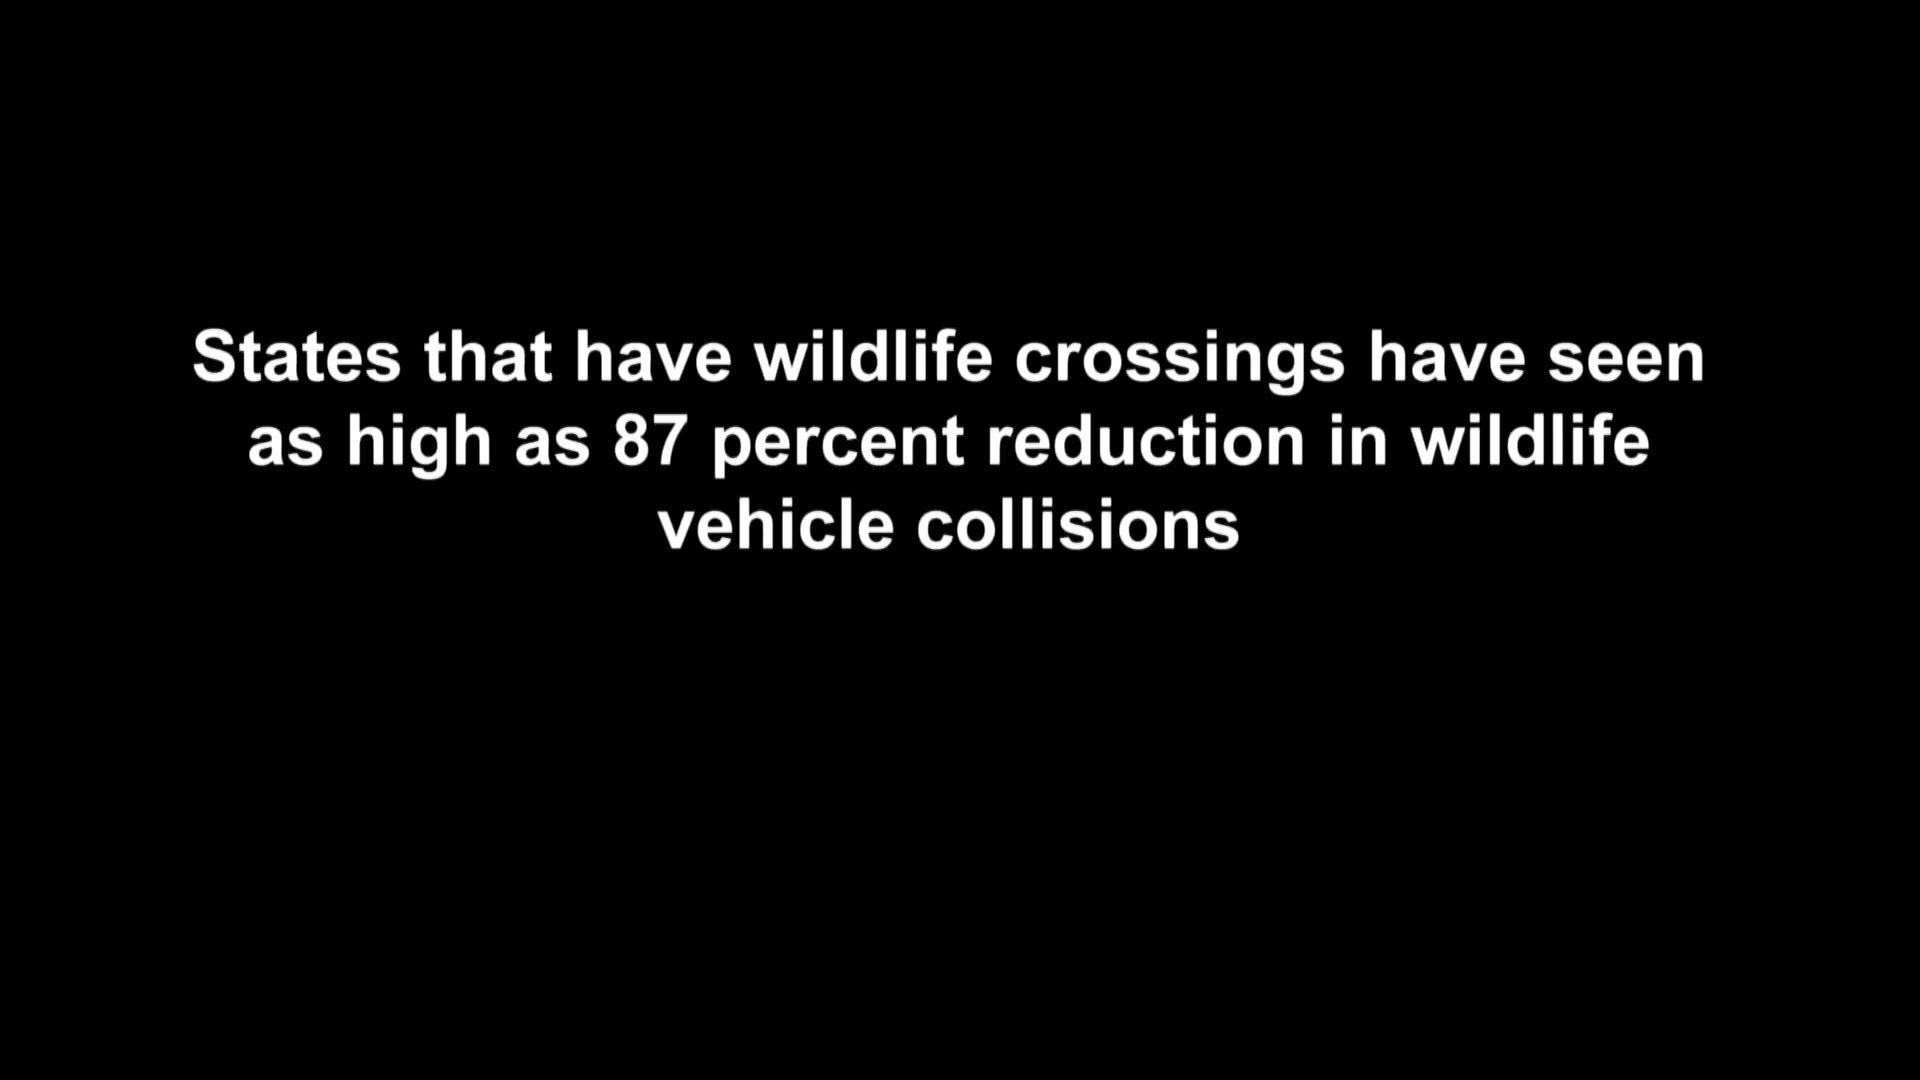 States that have wildlife crossings have seen
as high as 87 percent reduction in wildlife
vehicle collisions